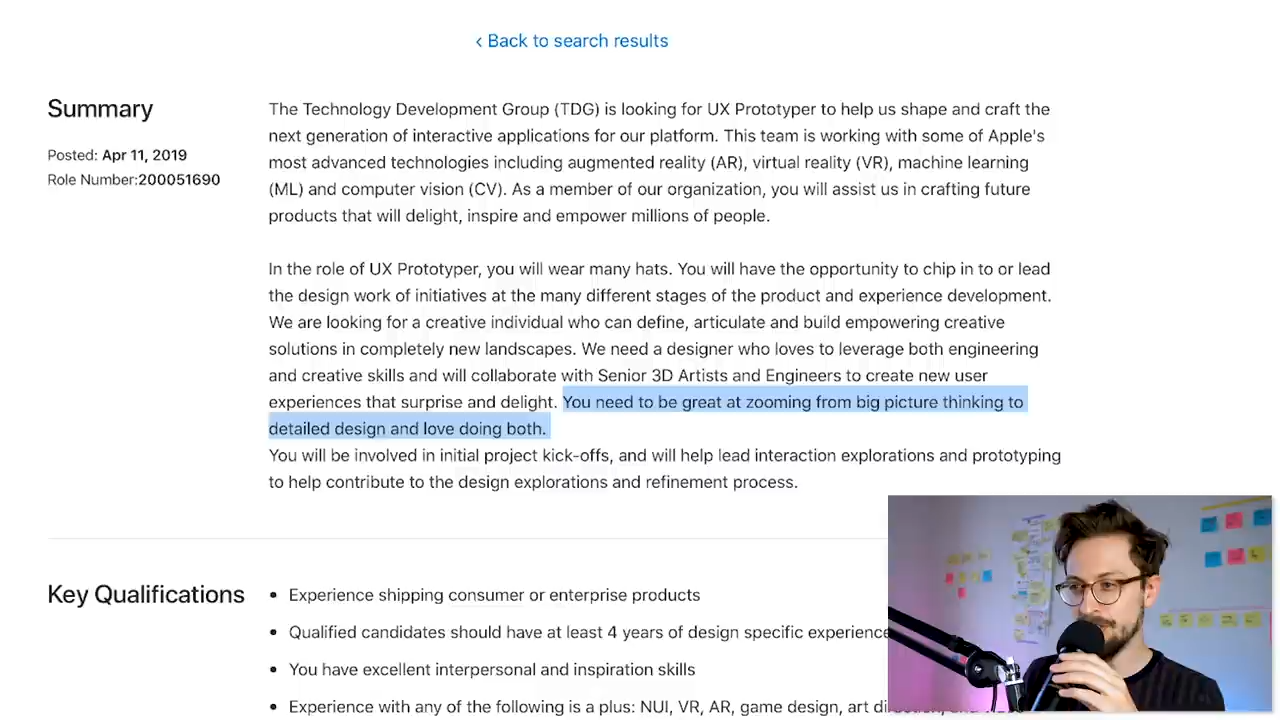 ‹ Back to search results
Summary
Posted: Apr 11, 2019
Role Number:200051690
The Technology Development Group (TDG) is looking for UX Prototyper to help us shape and craft the
next generation of interactive applications for our platform. This team is working with some of Apple's
most advanced technologies including augmented reality (AR), virtual reality (VR), machine learning
(ML) and computer vision (CV). As a member of our organization, you will assist us in crafting future
products that will delight, inspire and empower millions of people.
In the role of UX Prototyper, you will wear many hats. You will have the opportunity to chip in to or lead
the design work of initiatives at the many different stages of the product and experience development.
We are looking for a creative individual who can define, articulate and build empowering creative
solutions in completely new landscapes. We need a designer who loves to leverage both engineering
and creative skills and will collaborate with Senior 3D Artists and Engineers to create new user
experiences that surprise and delight. You need to be great at zooming from big picture thinking to
detailed design and love doing both.
You will be involved in initial project kick-offs, and will help lead interaction explorations and prototyping
to help contribute to the design explorations and refinement process.
Key Qualifications
• Experience shipping consumer or enterprise products
• Qualified candidates should have at least 4 years of design specific experience
• You have excellent interpersonal and inspiration skills
• Experience with any of the following is a plus: NUI, VR, AR, game design, art